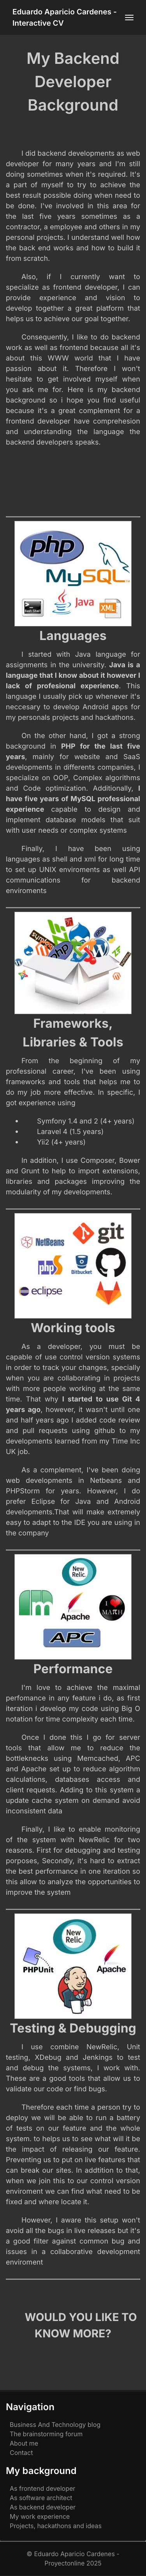 Eduardo Aparicio Cardenes -
Interactive CV
My Backend
Developer
Background
I did backend developments as web
developer for many years and I'm still
doing sometimes when it's required. It's
a part of myself to try to achieve the
best result possible doing when need to
be done. I've involved in this area for
the last five years sometimes as a
contractor, a employee and others in my
personal projects. I understand well how
the back end works and how to build it
from scratch.
Also, if I currently want to
specialize as frontend developer, I can
provide experience and vision to
develop together a great platform that
helps us to achieve our goal together.
Consequently, I like to do backend
work as well as frontend because all it's
about this WWW world that I have
passion about it. Therefore I won't
hesitate to get involved myself when
you ask me for. Here is my backend
background so i hope you find useful
because it's a great complement for a
frontend developer have compreension
and understanding the language the
backend developers speaks.
php
MySQL
Shell Script
Java
XML
Languages
I started with Java language for
assignments in the university. Java is a
language that I know about it however I
lack of profesional experience. This
language I usually pick up whenever it's
neccesary to develop Android apps for
my personals projects and hackathons.
On the other hand, I got a strong
background in PHP for the last five
years, mainly for website and SaaS
developments in differents companies, I
specialize on OOP, Complex algorithms
and Code optimization. Additionally, I
have five years of MySQL professional
experience capable to design and
implement database models that suit
with user needs or complex systems
Finally, I have been using
languages as shell and xml for long time
to set up UNIX enviroments as well API
communications for backend
enviroments
Frameworks,
Libraries & Tools
From the beginning of my
professional career, I've been using
frameworks and tools that helps me to
do my job more effective. In specific, I
got experience using
• Symfony 1.4 and 2 (4+ years)
• Laravel 4 (1.5 years)
• Yii2 (4+ years)
In addition, I use Composer, Bower
and Grunt to help to import extensions,
libraries and packages improving the
modularity of my developments.
NetBeans
git
Bitbucket
eclipse
Working tools
As a developer, you must be
capable of use control version systems
in order to track your changes, specially
when you are collaborating in projects
with more people working at the same
time. That why I started to use Git 4
years ago, however, it wasn't until one
and half years ago I added code review
and pull requests using github to my
developments learned from my Time Inc
UK job.
As a complement, I've been doing
web developments in Netbeans and
PHPStorm for years. However, I do
prefer Eclipse for Java and Android
developments.That will make extremely
easy to adapt to the IDE you are using in
the company
New
Relic.
Apache
I
MATH
APC
Performance
I'm love to achieve the maximal
perfomance in any feature i do, as first
iteration i develop my code using Big O
notation for time complexity each time.
Once I done this I go for server
tools that allow me to reduce the
bottleknecks using Memcached, APC
and Apache set up to reduce algorithm
calculations, databases access and
client requests. Adding to this system a
update cache system on demand avoid
inconsistent data
Finally, I like to enable monitoring
of the system with NewRelic for two
reasons. First for debugging and testing
purposes, Secondly, it's hard to extract
the best performance in one iteration so
this allow to analyze the opportunities to
improve the system
New
Relic.
PHPUnit
Apache
Testing & Debugging
I use combine NewRelic, Unit
testing, XDebug and Jenkings to test
and debug the systems, I work with.
These are a good tools that allow us to
validate our code or find bugs.
Therefore each time a person try to
deploy we will be able to run a battery
of tests on our feature and the whole
system. to helps us to see what will it be
the impact of releasing our feature.
Preventing us to put on live features that
can break our sites. In addtition to that,
when we join this to our control version
enviroment we can find what need to be
fixed and where locate it.
However, I aware this setup won't
avoid all the bugs in live releases but it's
a good filter against common bug and
issues in a collaborative development
enviroment
WOULD YOU LIKE TO
KNOW MORE?
Navigation
Business And Technology blog
The brainstorming forum
About me
Contact
My background
As frontend developer
As software architect
As backend developer
My work experience
Projects, hackathons and ideas
© Eduardo Aparicio Cardenes -
Proyectonline 2025